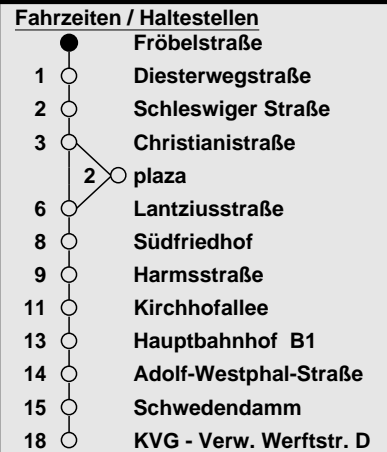 Fahrzeiten / Haltestellen
Fröbelstraße
1 Diesterwegstraße
2 Schleswiger Straße
3 Christianistraße
2 plaza
6 Lantziusstraße
8 Südfriedhof
9 Harmsstraße
11 Kirchhofallee
13 Hauptbahnhof B1
14 Adolf-Westphal-Straße
15 Schwedendamm
18 KVG - Verw. Werftstr. D